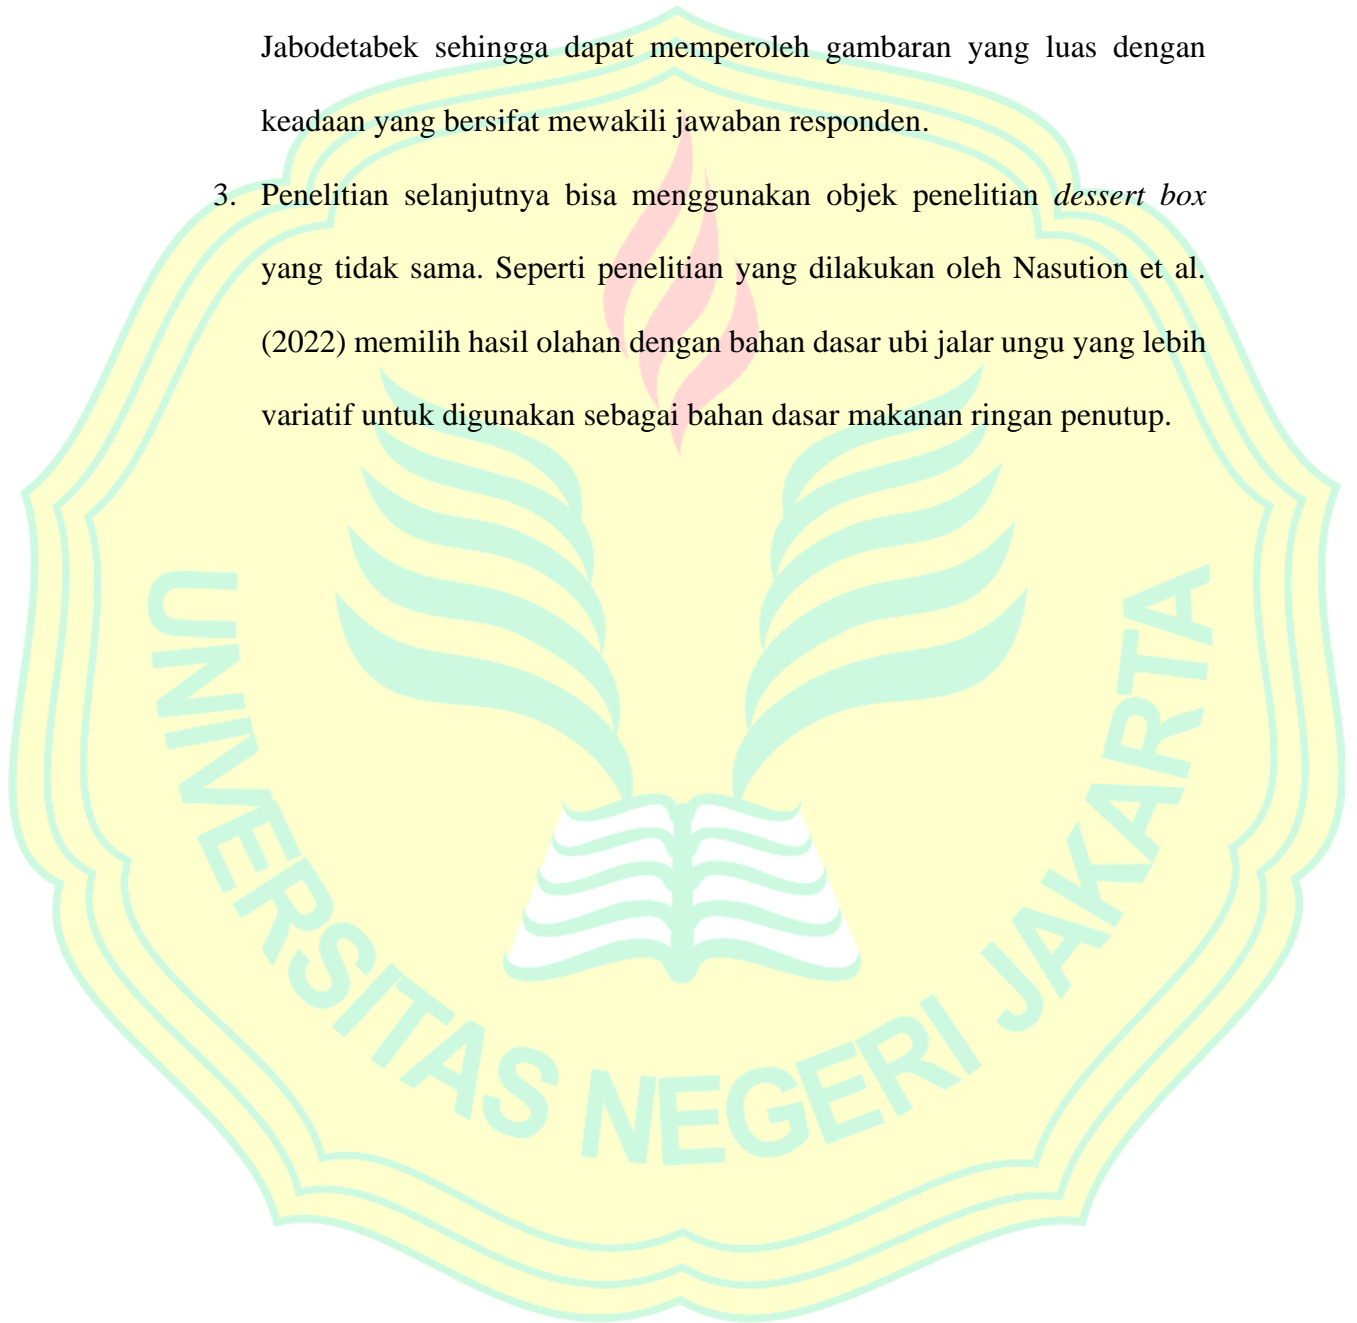 Jabodetabek sehingga dapat memperoleh gambaran yang luas dengan
keadaan yang bersifat mewakili jawaban responden.
3. Penelitian selanjutnya bisa menggunakan objek penelitian dessert box
yang tidak sama. Seperti penelitian yang dilakukan oleh Nasution et al.
(2022) memilih hasil olahan dengan bahan dasar ubi jalar ungu yang lebih
variatif untuk digunakan sebagai bahan dasar makanan ringan penutup.
UNIVERSITAS NEGERI JAKARTA